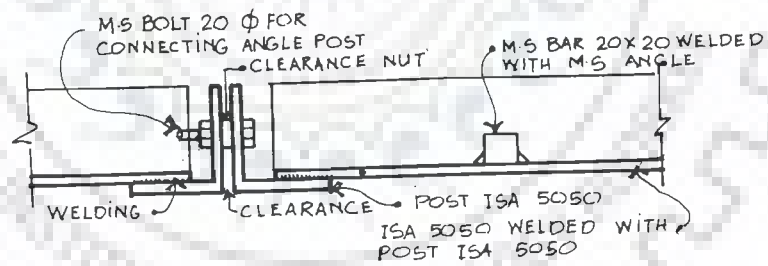 M.S BOLT 20 φ FOR
CONNECTING ANGLE POST
CLEARANCE NUT
M.S BAR 20X20 WELDED
WITH M.S ANGLE
WELDING
CLEARANCE
POST ISA 5050
ISA 5050 WELDED WITH
POST ISA 5050